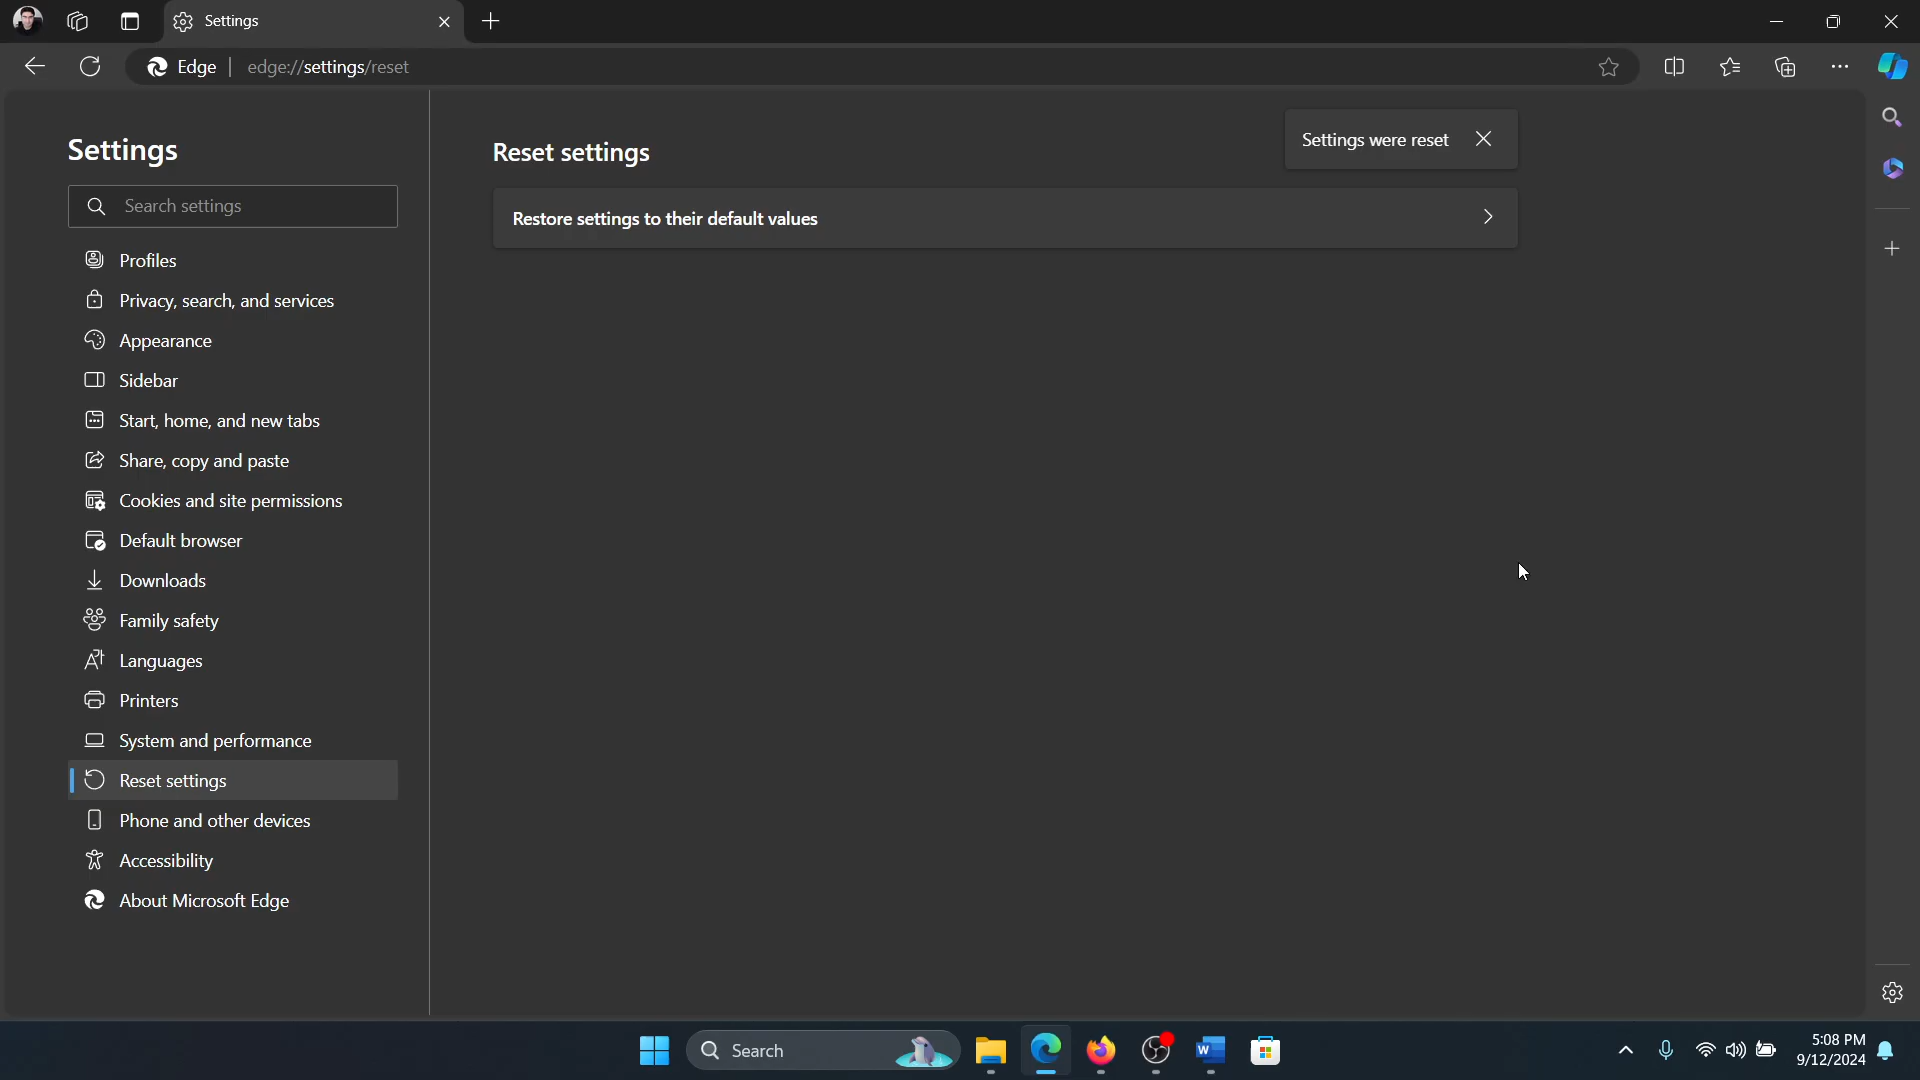 Settings
Edge
edge://settings/reset
Settings
Search settings
Profiles
Privacy, search, and services
Appearance
Sidebar
Start, home, and new tabs
Share, copy and paste
Cookies and site permissions
Default browser
Downloads
Family safety
Languages
Printers
System and performance
Reset settings
Phone and other devices
Accessibility
About Microsoft Edge
Reset settings
Settings were reset
Restore settings to their default values
Search
W
5:08 PM
9/12/2024